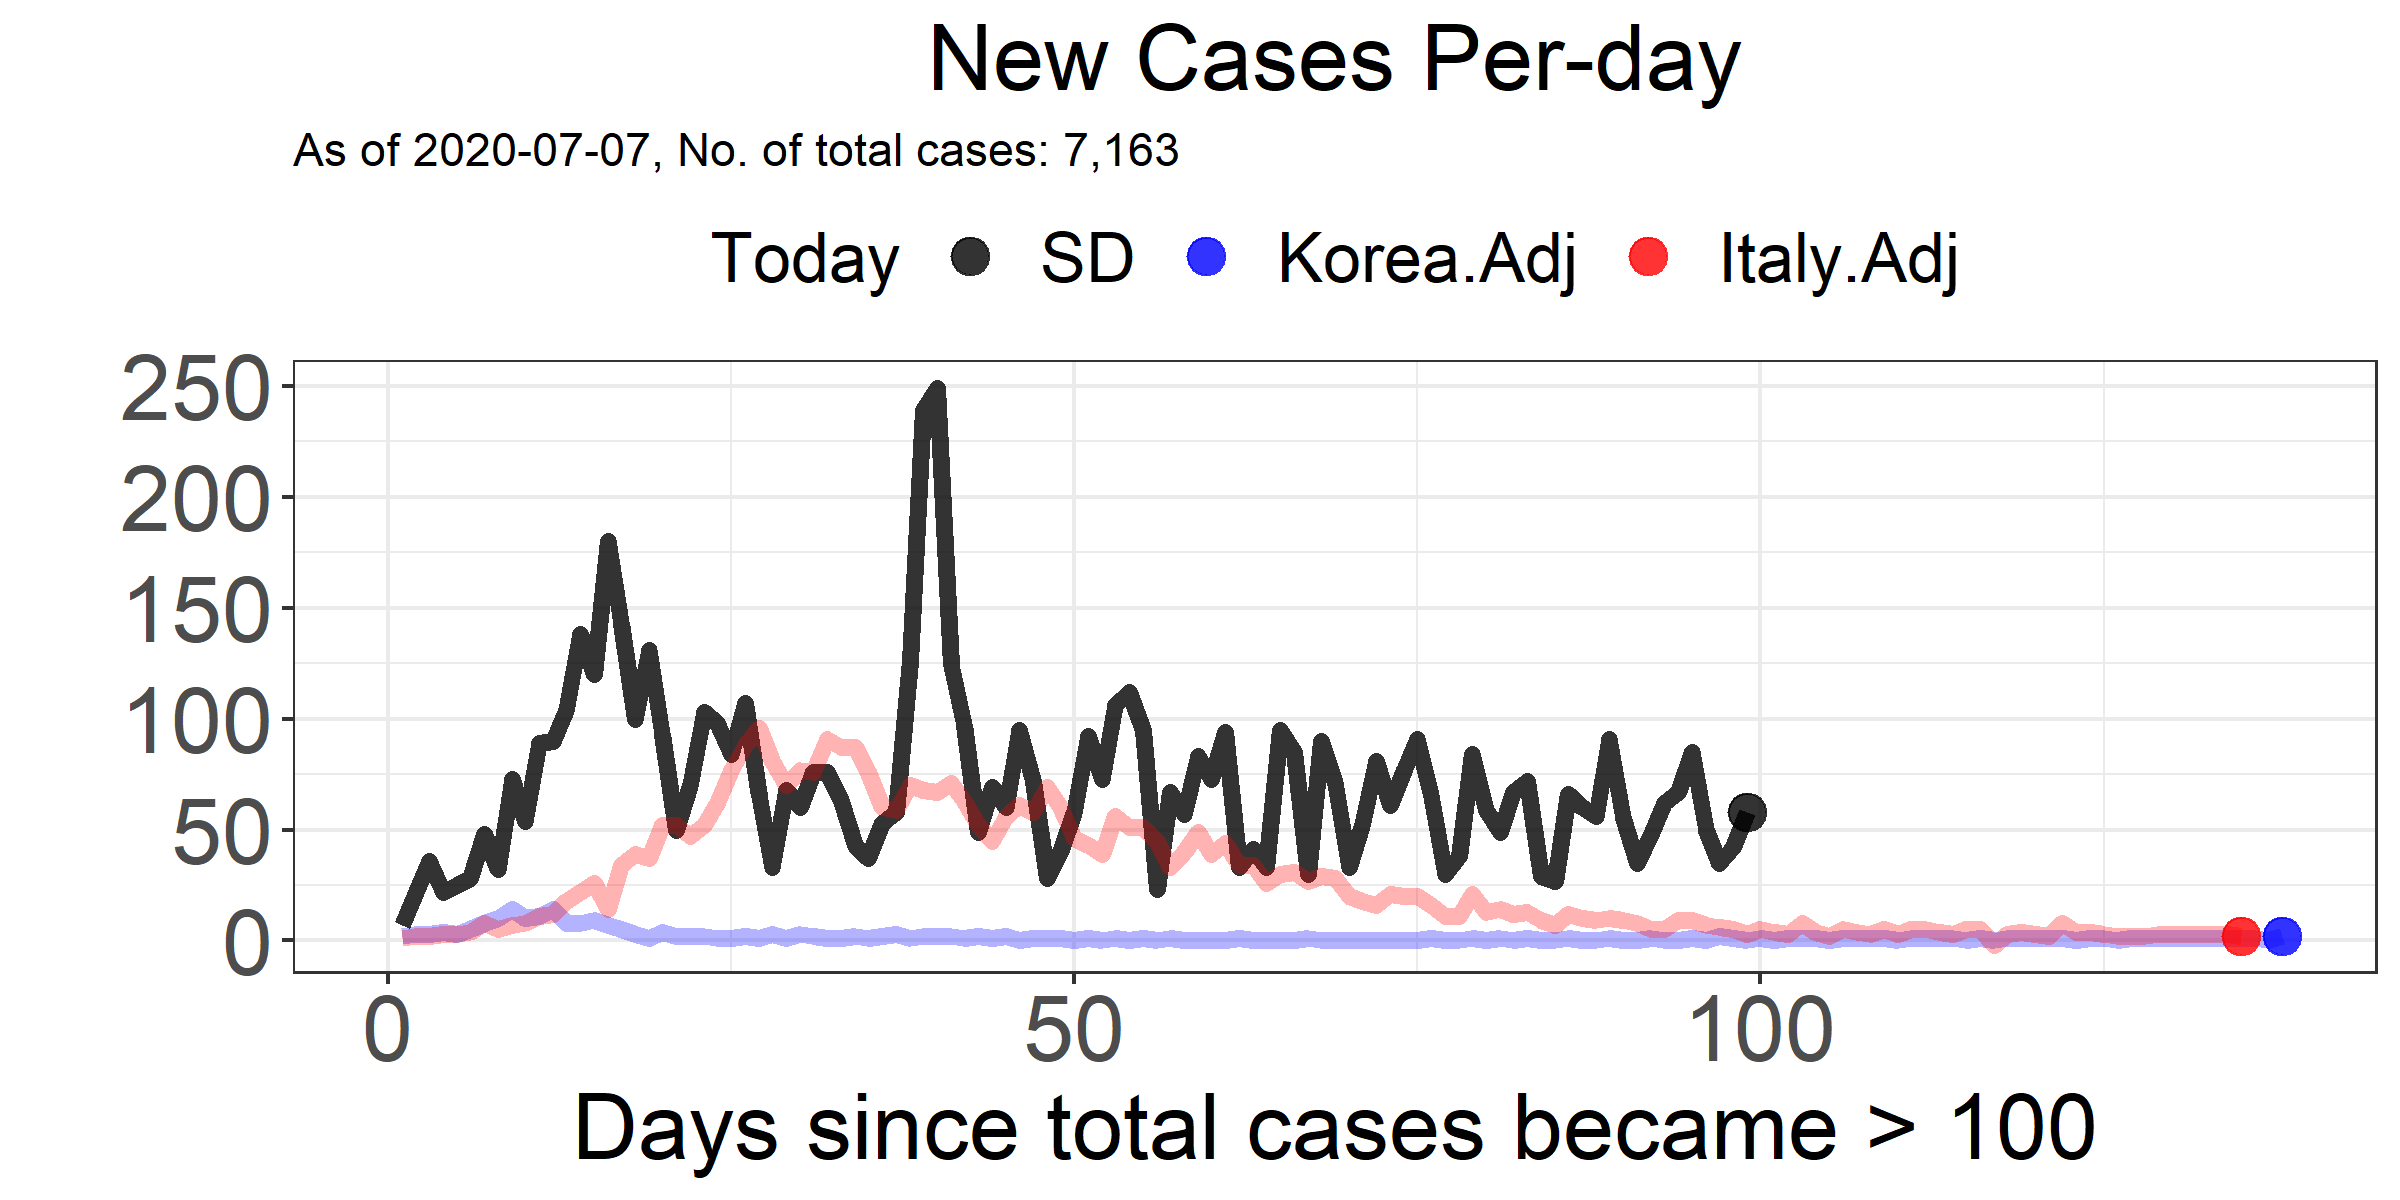 New Cases Per-day
As of 2020-07-07, No. of total cases: 7,163
Today SD Korea.Adj Italy.Adj
250
200
150
100
50
0
0 50 100
Days since total cases became > 100